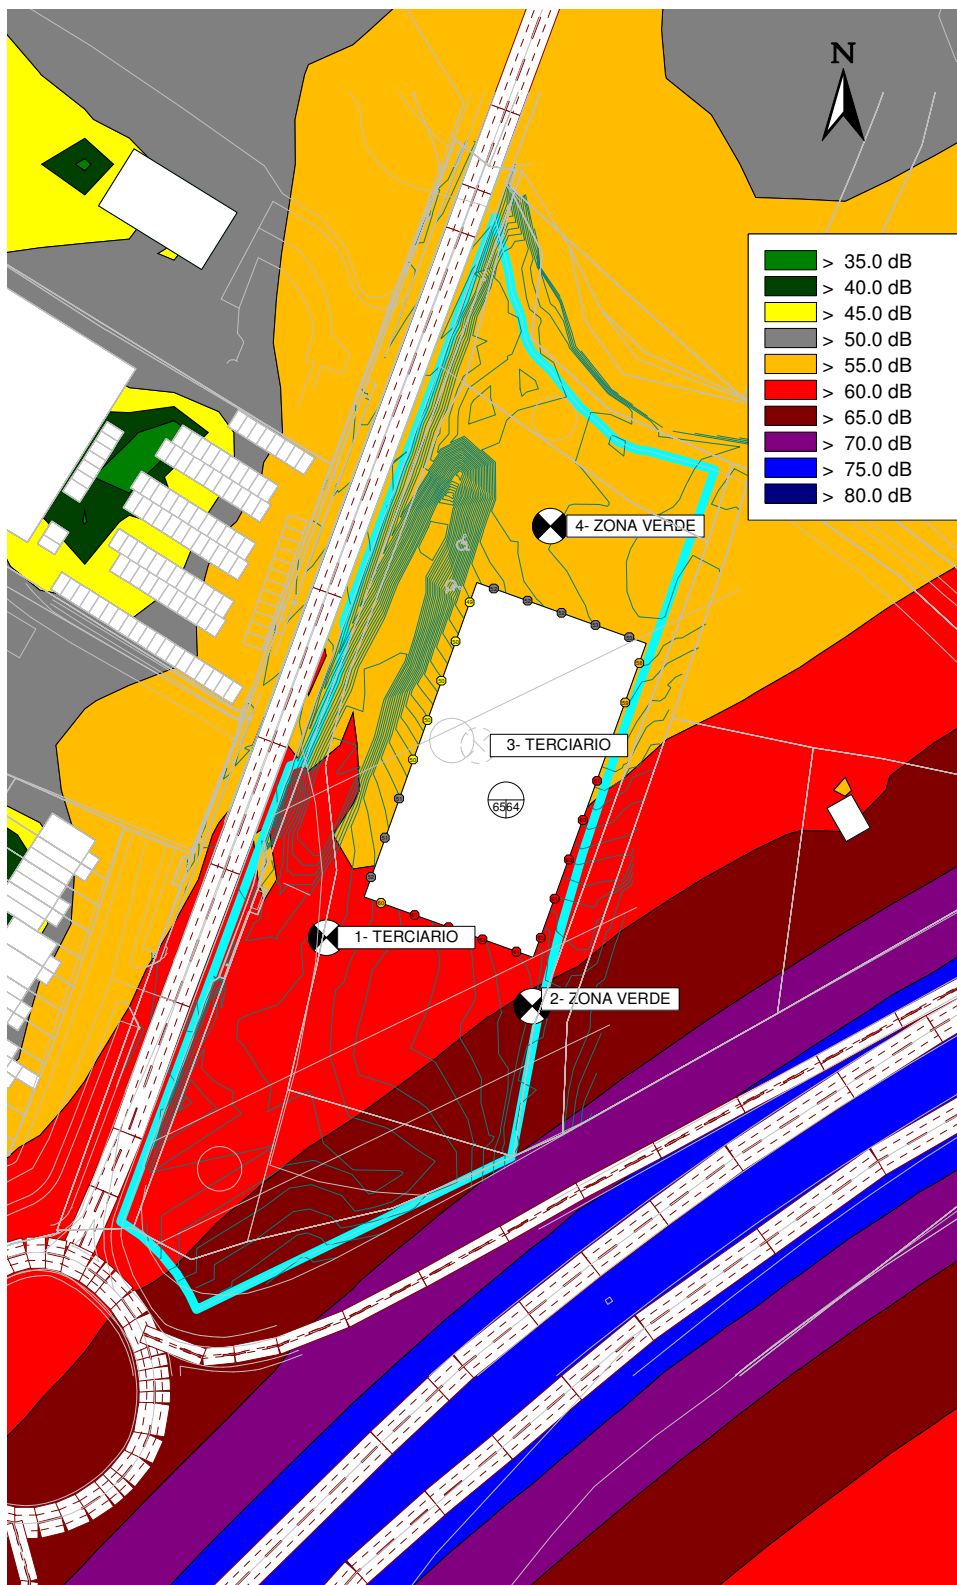 N
> 35.0 dB
> 40.0 dB
> 45.0 dB
> 50.0 dB
> 55.0 dB
> 60.0 dB
> 65.0 dB
> 70.0 dB
> 75.0 dB
> 80.0 dB
4- ZONA VERDE
3- TERCIARIO
6564
1- TERCIARIO
2- ZONA VERDE